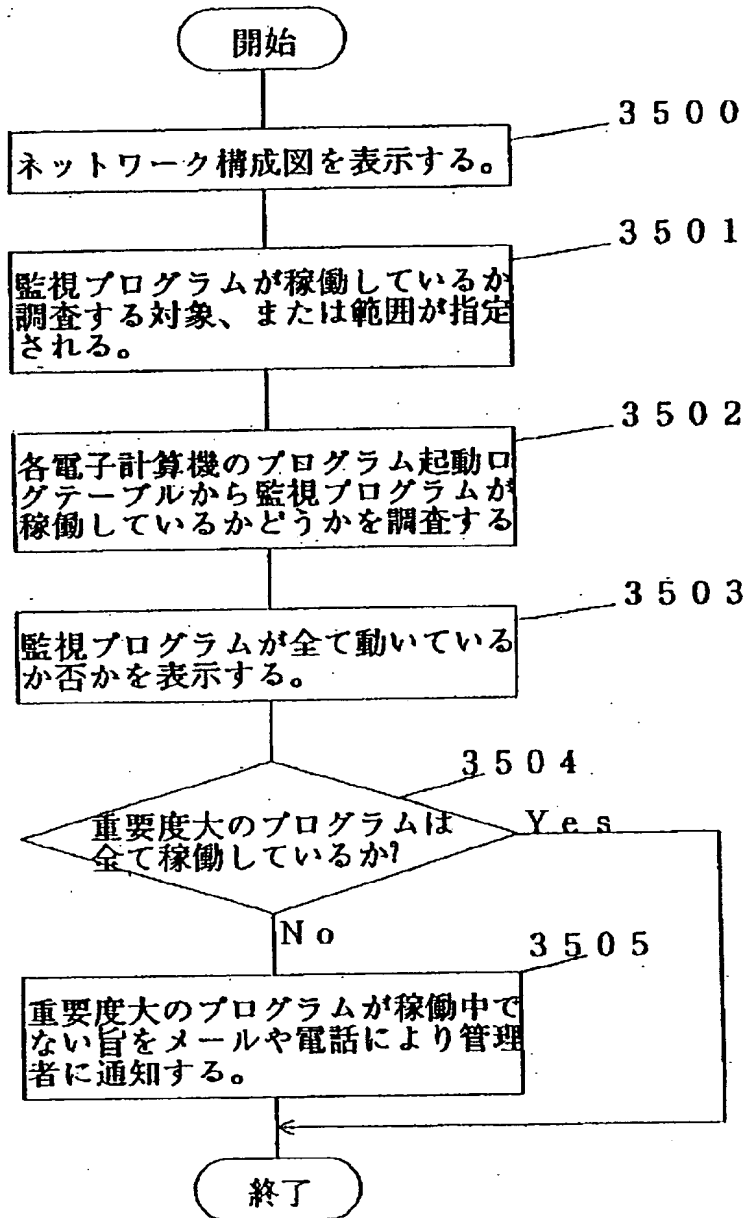 開始
3500
ネットワーク構成図を表示する。
3501
監視プログラムが稼働しているか
調査する対象、または範囲が指定
される。
3502
各電子計算機のプログラム起動ロ
グテーブルから監視プログラムが
稼働しているかどうかを調査する
3503
監視プログラムが全て動いている
か否かを表示する。
3504
重要度大のプログラムは
全て稼働しているか?
Yes
No
3505
重要度大のプログラムが稼働中で
ない旨をメールや電話により管理
者に通知する。
終了